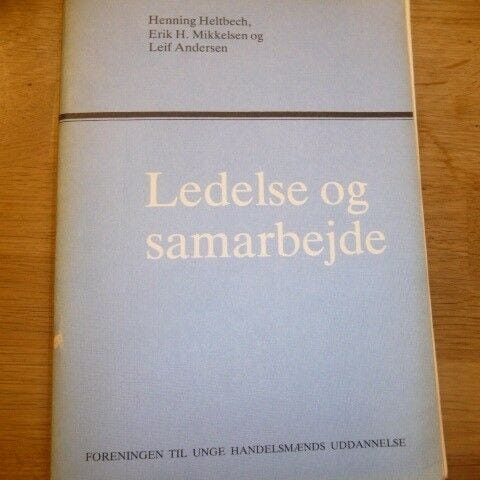 Henning Heltbech,
Erik H. Mikkelsen og
Leif Andersen
Ledelse og
samarbejde
FORENINGEN TIL UNGE HANDELSMÆNDS UDDANNELSE